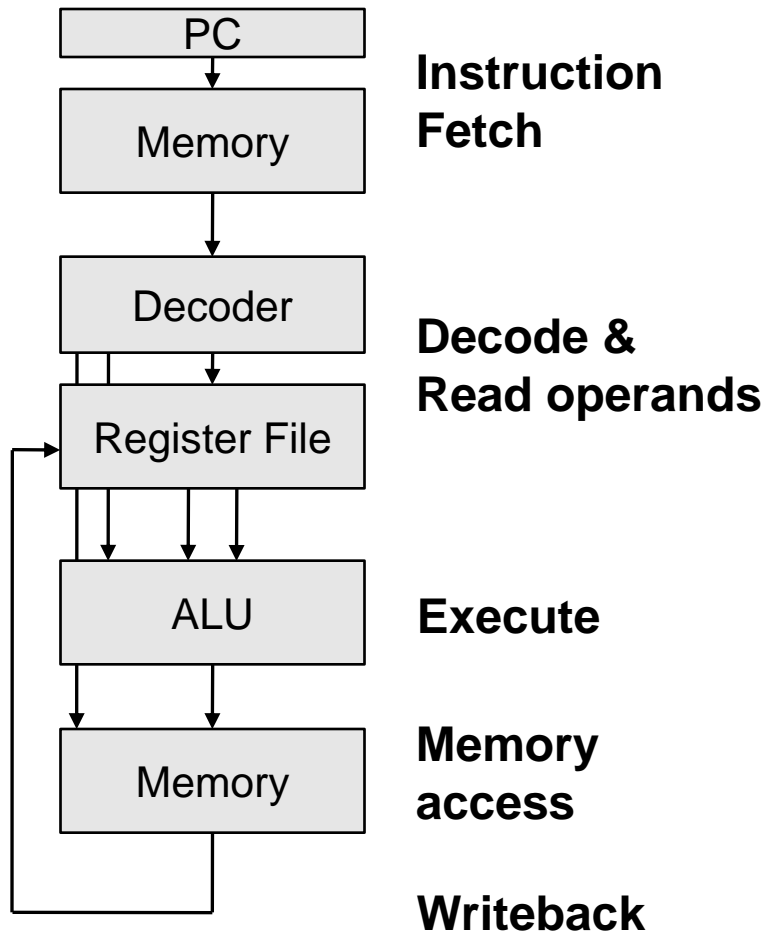 PC
Instruction
Fetch
Memory
Decoder
Decode &
Read operands
Register File
ALU
Execute
Memory
access
Memory
Writeback